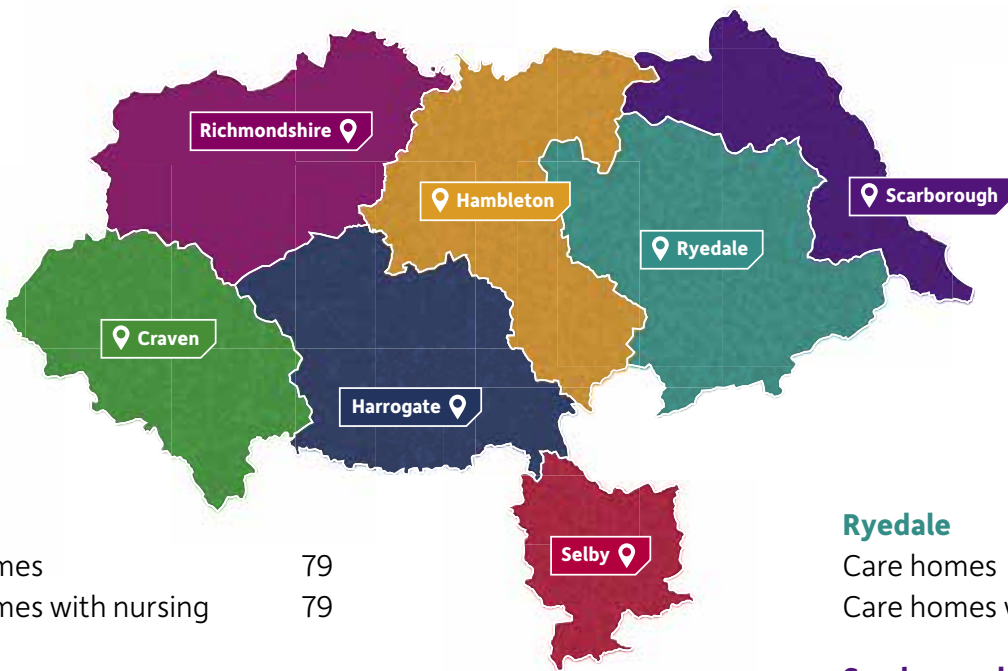 Richmondshire
Hambleton
Scarborough
Ryedale
Craven
Harrogate
Selby
mes 79
mes with nursing 79
Ryedale
Care homes
Care homes